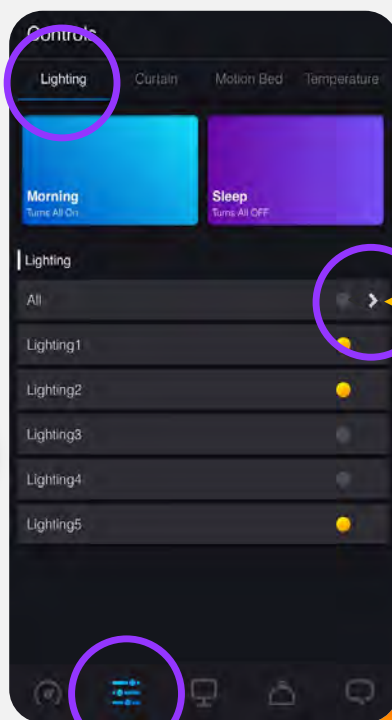 Controls
Lighting Curtain Motion Bed Temperature
Morning Sleep
Turns All On Turns All OFF
Lighting
All
Lighting1
Lighting2
Lighting3
Lighting4
Lighting5